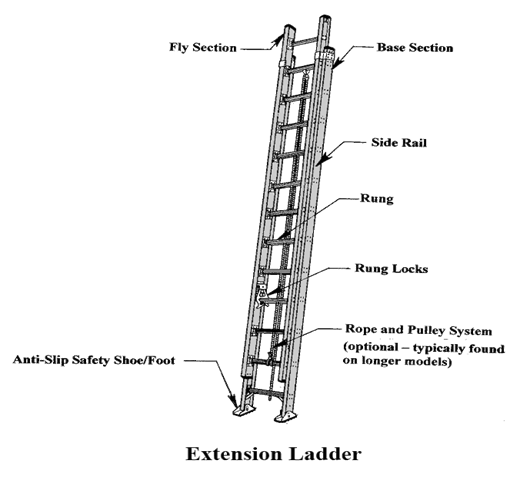 Fly Section
Base Section
Side Rail
Rung
Rung Locks
Rope and Pulley System
(optional – typically found
on longer models)
Anti-Slip Safety Shoe/Foot
Extension Ladder